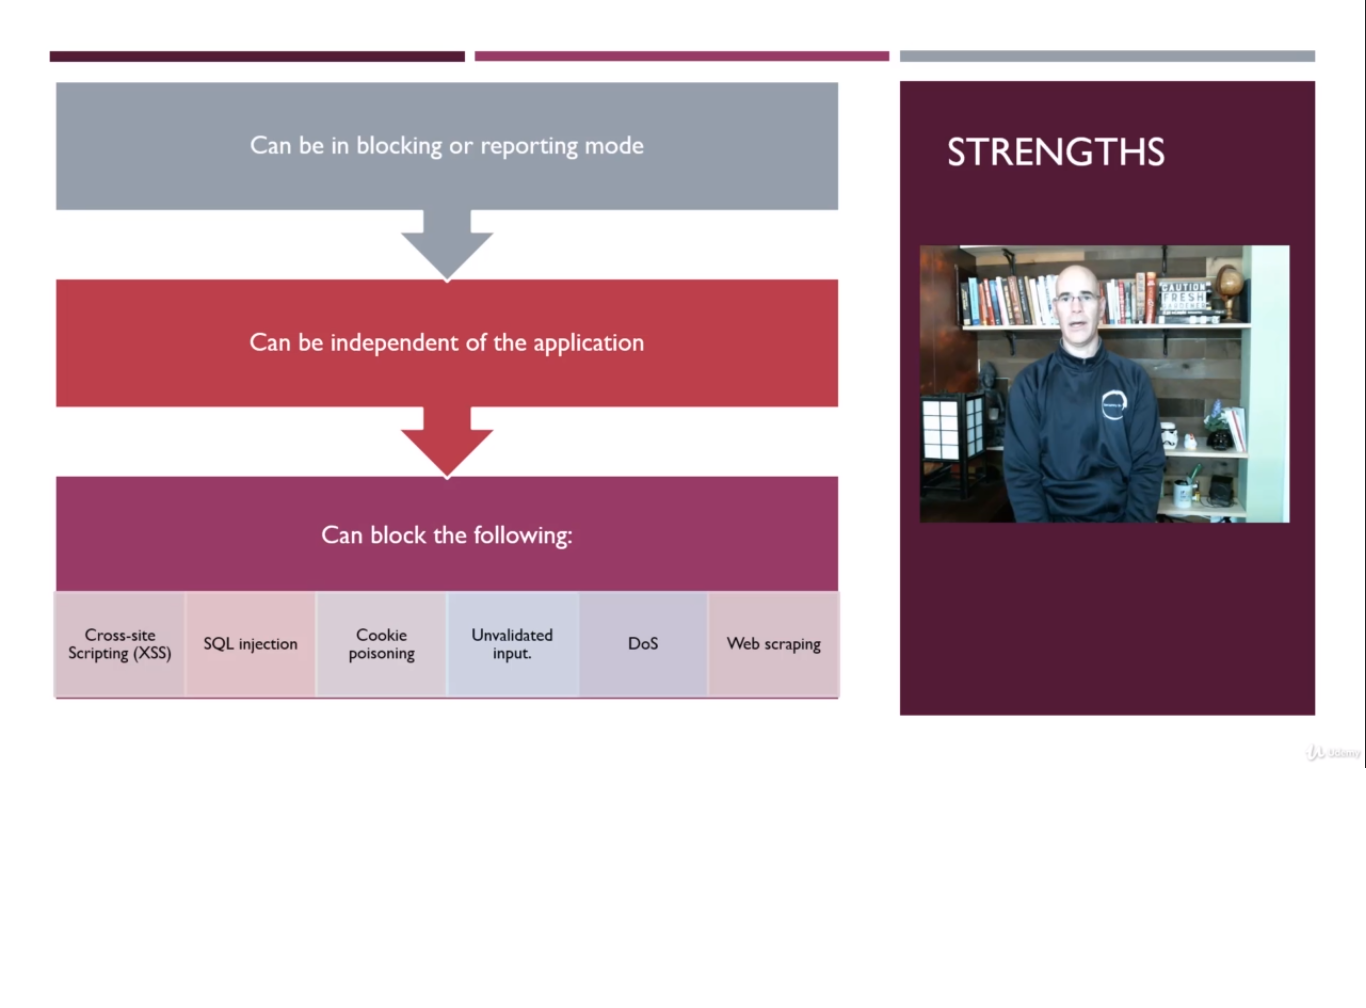 Can be in blocking or reporting mode
Can be independent of the application
Can block the following:
Cross-site
Scripting (XSS)
SQL injection
Cookie
poisoning
Unvalidated
input.
DoS
Web scraping
STRENGTHS
CAUTION
FRESH
Udemy